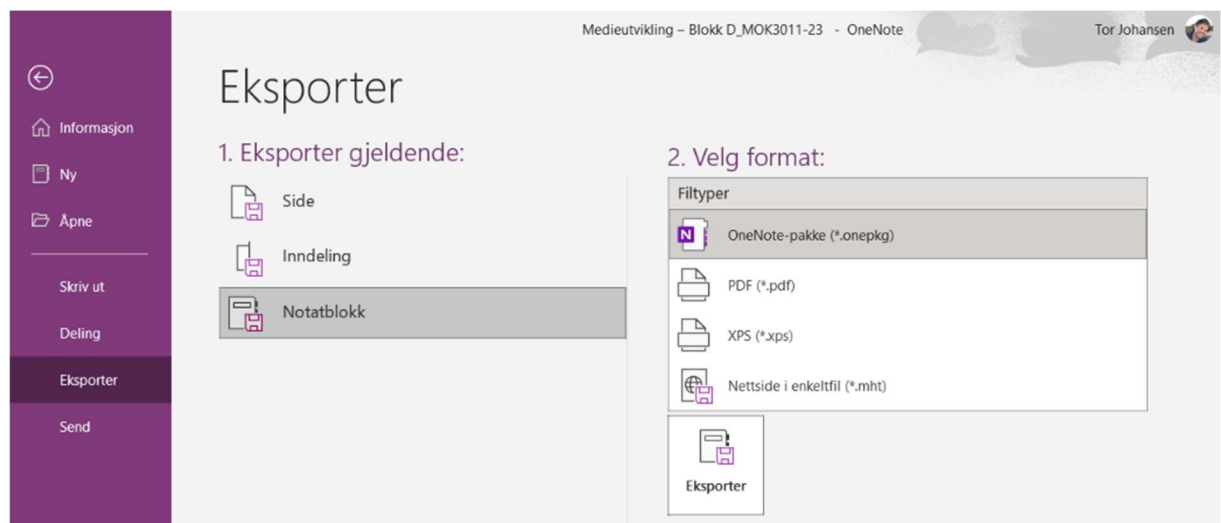 Medieutvikling – Blokk D_MOK3011-23 - OneNote
Tor Johansen
Informasjon
Ny
Åpne
Skriv ut
Deling
Eksporter
Send
Eksporter
1. Eksporter gjeldende:
Side
Inndeling
Notatblokk
2. Velg format:
Filtyper
OneNote-pakke (*.onepkg)
PDF (*.pdf)
XPS (*.xps)
Nettside i enkeltfil (*.mht)
Eksporter